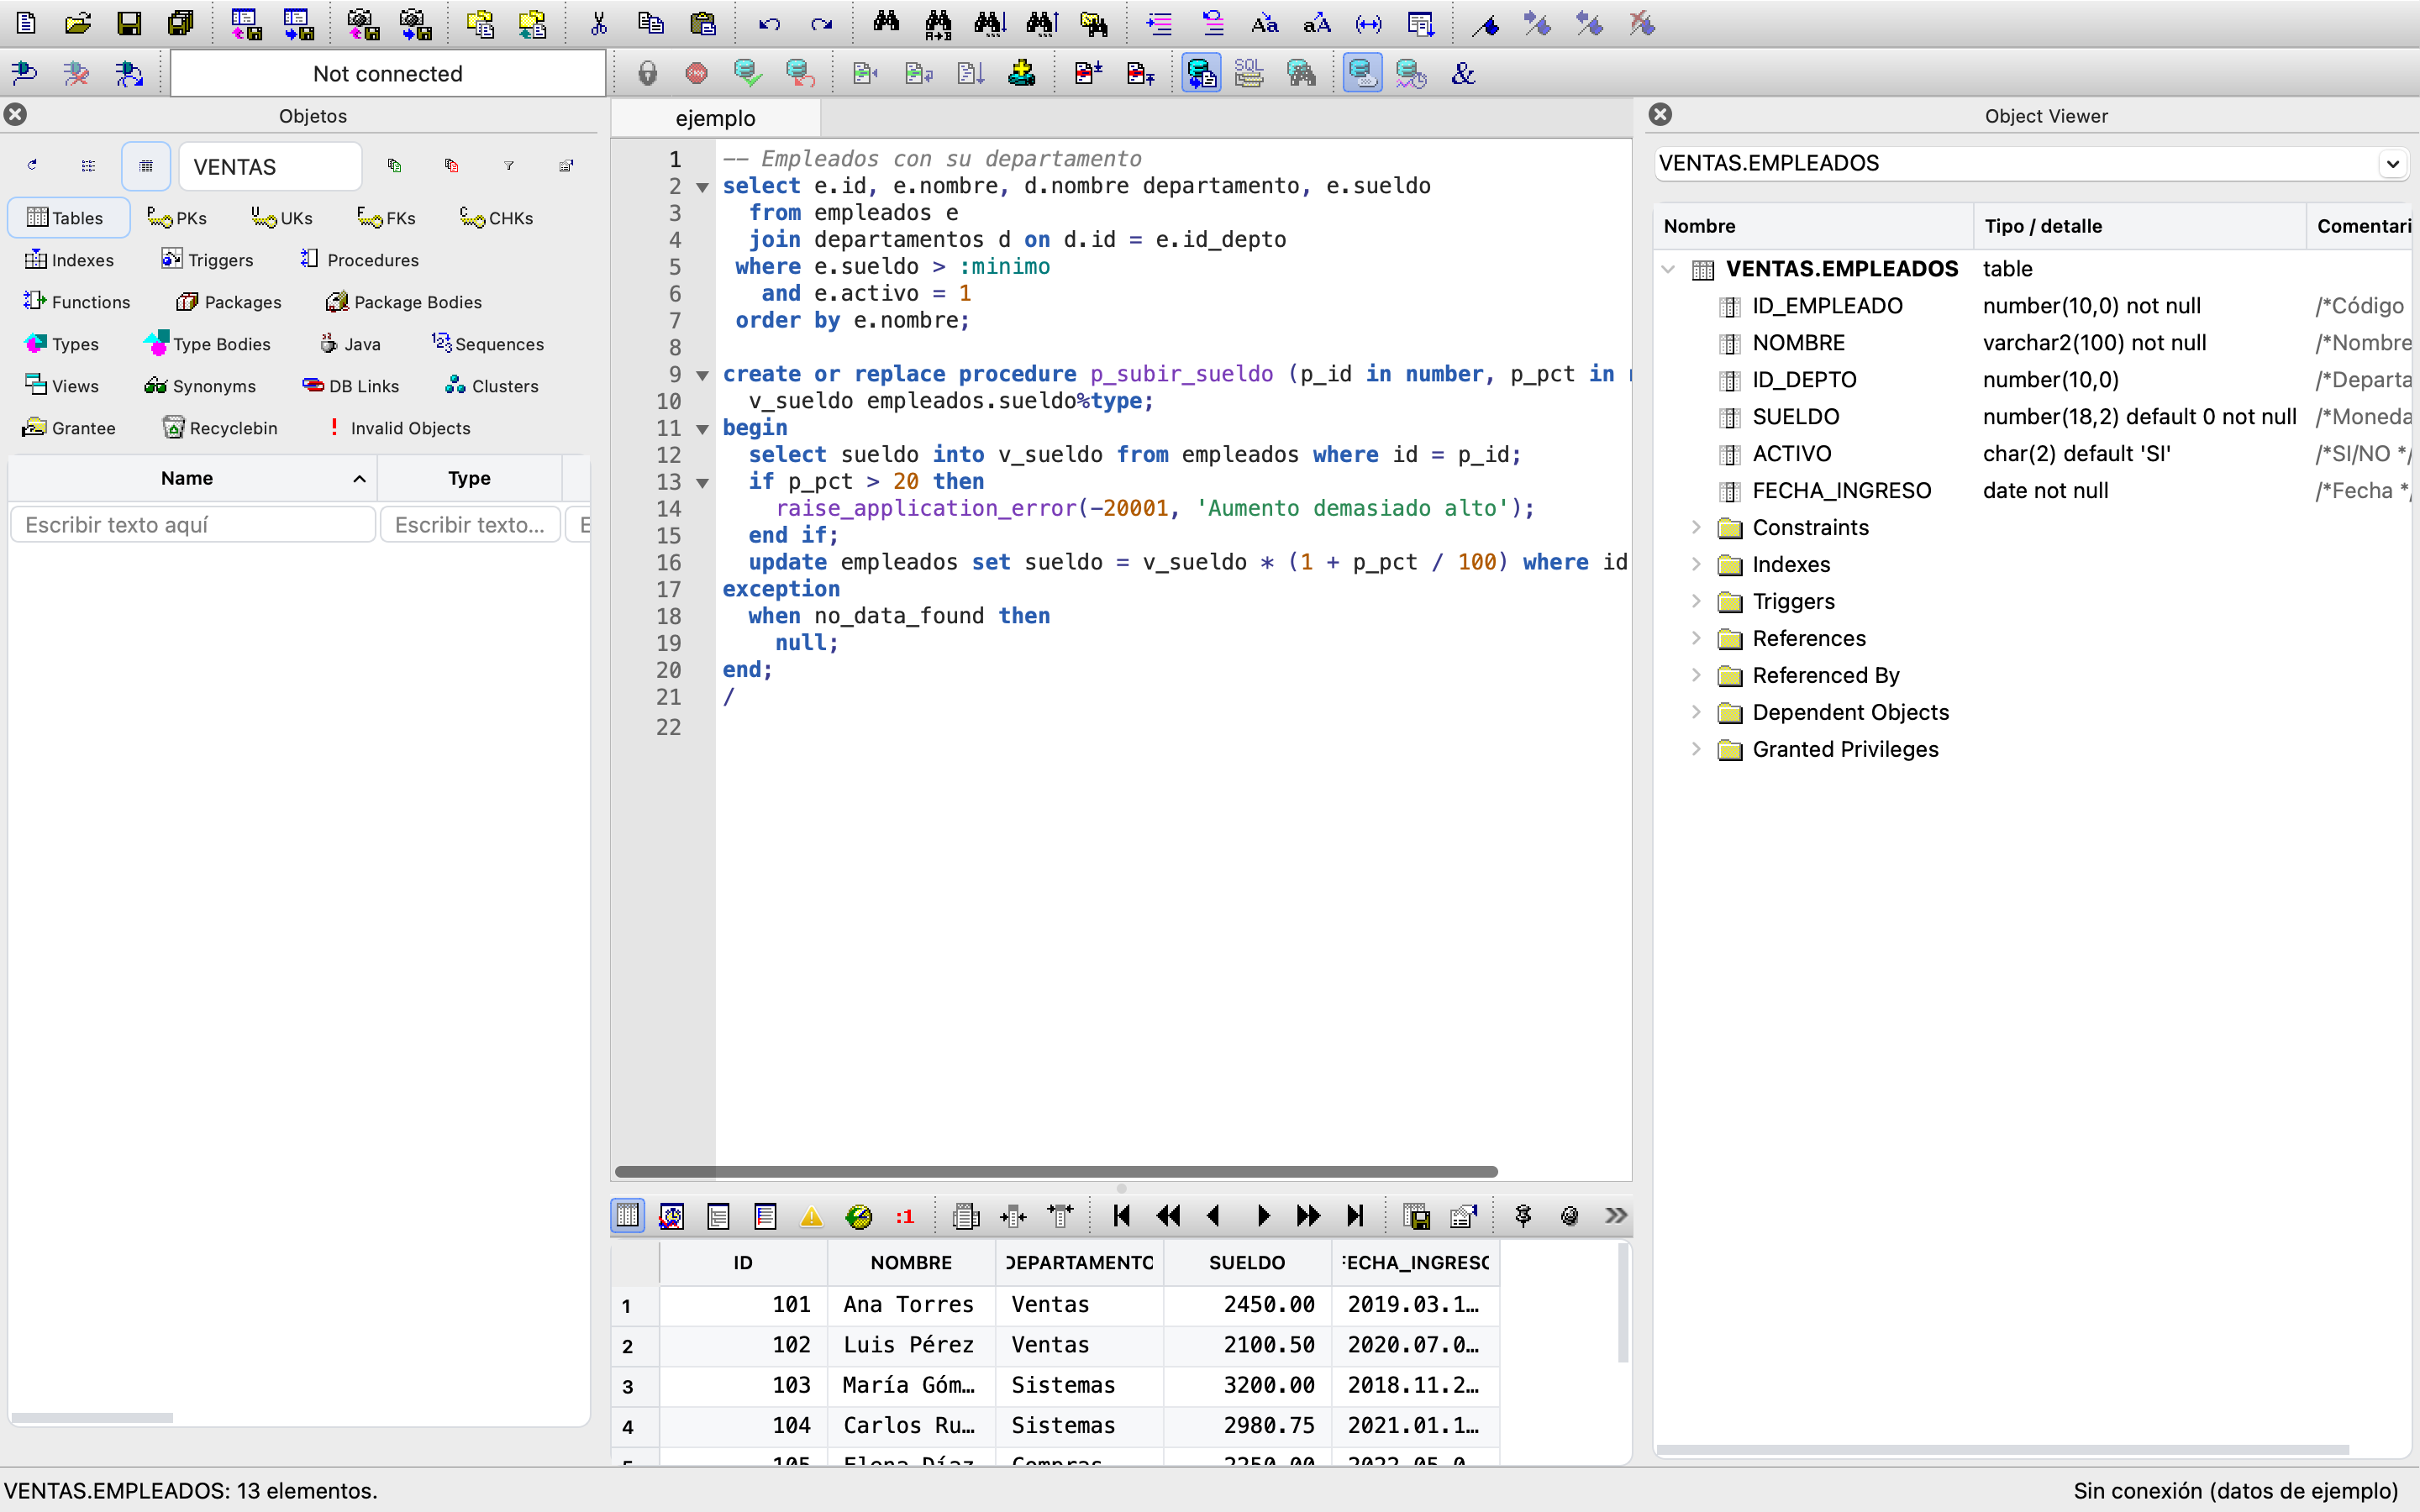 Not connected
Objetos
VENTAS
Tables PKs UKs FKs CHKs
Indexes Triggers Procedures
Functions Packages Package Bodies
Types Type Bodies Java Sequences
Views Synonyms DB Links Clusters
Grantee Recyclebin Invalid Objects
Name Type
Escribir texto aquí Escribir texto... E
ejemplo
1 -- Empleados con su departamento
2 select e.id, e.nombre, d.nombre departamento, e.sueldo
3 from empleados e
4 join departamentos d on d.id = e.id_depto
5 where e.sueldo > :minimo
6 and e.activo = 1
7 order by e.nombre;
8
9 create or replace procedure p_subir_sueldo (p_id in number, p_pct in
10 v_sueldo empleados.sueldo%type;
11 begin
12 select sueldo into v_sueldo from empleados where id = p_id;
13 if p_pct > 20 then
14 raise_application_error(-20001, 'Aumento demasiado alto');
15 end if;
16 update empleados set sueldo = v_sueldo * (1 + p_pct / 100) where id
17 exception
18 when no_data_found then
19 null;
20 end;
21 /
22
:1
ID NOMBRE DEPARTAMENTO SUELDO FECHA_INGRESO
1 101 Ana Torres Ventas 2450.00 2019.03.1…
2 102 Luis Pérez Ventas 2100.50 2020.07.0…
3 103 María Góm… Sistemas 3200.00 2018.11.2…
4 104 Carlos Ru… Sistemas 2980.75 2021.01.1…
5 105 Elena Díaz Compras 2250.00 2022.05.0
Object Viewer
VENTAS.EMPLEADOS
Nombre Tipo / detalle Comentari
VENTAS.EMPLEADOS table
ID_EMPLEADO number(10,0) not null /*Código
NOMBRE varchar2(100) not null /*Nombre
ID_DEPTO number(10,0) /*Departa
SUELDO number(18,2) default 0 not null /*Moneda
ACTIVO char(2) default 'SI' /*SI/NO */
FECHA_INGRESO date not null /*Fecha */
Constraints
Indexes
Triggers
References
Referenced By
Dependent Objects
Granted Privileges
VENTAS.EMPLEADOS: 13 elementos.
Sin conexión (datos de ejemplo)